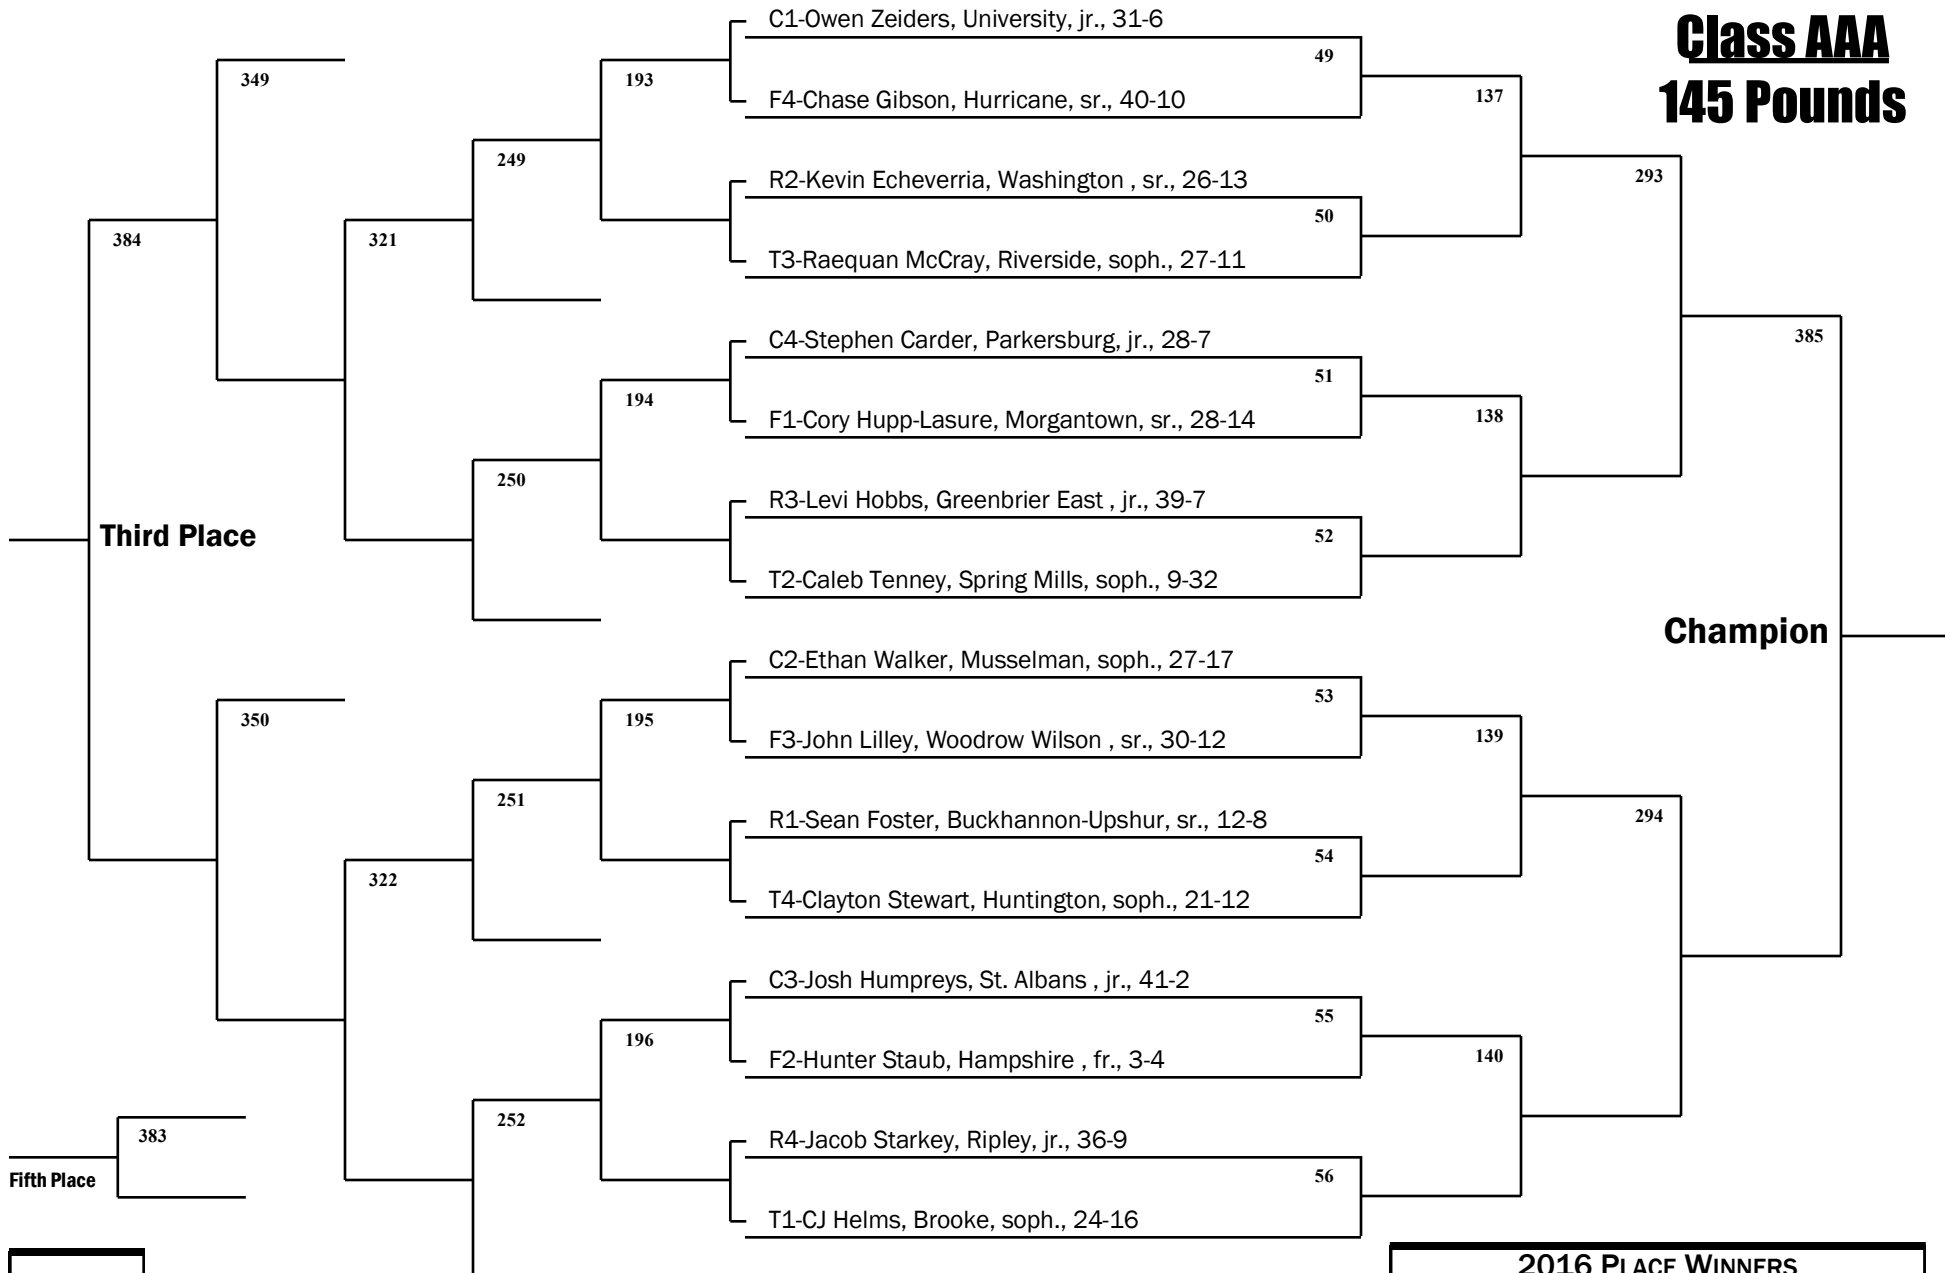 Class AAA
145 Pounds
C1-Owen Zeiders, University, jr., 31-6
49
349
193
F4-Chase Gibson, Hurricane, sr., 40-10
137
249
R2-Kevin Echeverria, Washington , sr., 26-13
293
50
384
321
T3-Raequan McCray, Riverside, soph., 27-11
C4-Stephen Carder, Parkersburg, jr., 28-7
385
51
194
F1-Cory Hupp-Lasure, Morgantown, sr., 28-14
138
250
R3-Levi Hobbs, Greenbrier East , jr., 39-7
Third Place
52
T2-Caleb Tenney, Spring Mills, soph., 9-32
Champion
C2-Ethan Walker, Musselman, soph., 27-17
53
350
195
F3-John Lilley, Woodrow Wilson , sr., 30-12
139
251
R1-Sean Foster, Buckhannon-Upshur, sr., 12-8
294
54
322
T4-Clayton Stewart, Huntington, soph., 21-12
C3-Josh Humpreys, St. Albans , jr., 41-2
55
196
F2-Hunter Staub, Hampshire , fr., 3-4
140
252
383
R4-Jacob Starkey, Ripley, jr., 36-9
Fifth Place
56
T1-CJ Helms, Brooke, soph., 24-16
2016 PLACE WINNERS